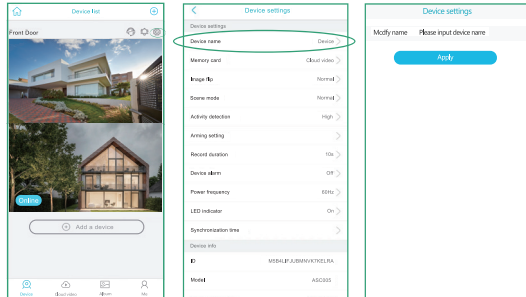 Device list
Front Door
Online
Add a device
Device
Cloud video
Album
Me
Device settings
Device settings
Device name Device
Memory card Cloud video
Image flip Normal
Scene mode Normal
Activity detection High
Arming setting
Record duration 10s
Device alarm Off
Power frequency 60Hz
LED indicator On
Synchronization time
Device info
ID
Model ASC005
Device settings
Modify name Please input device name
Apply